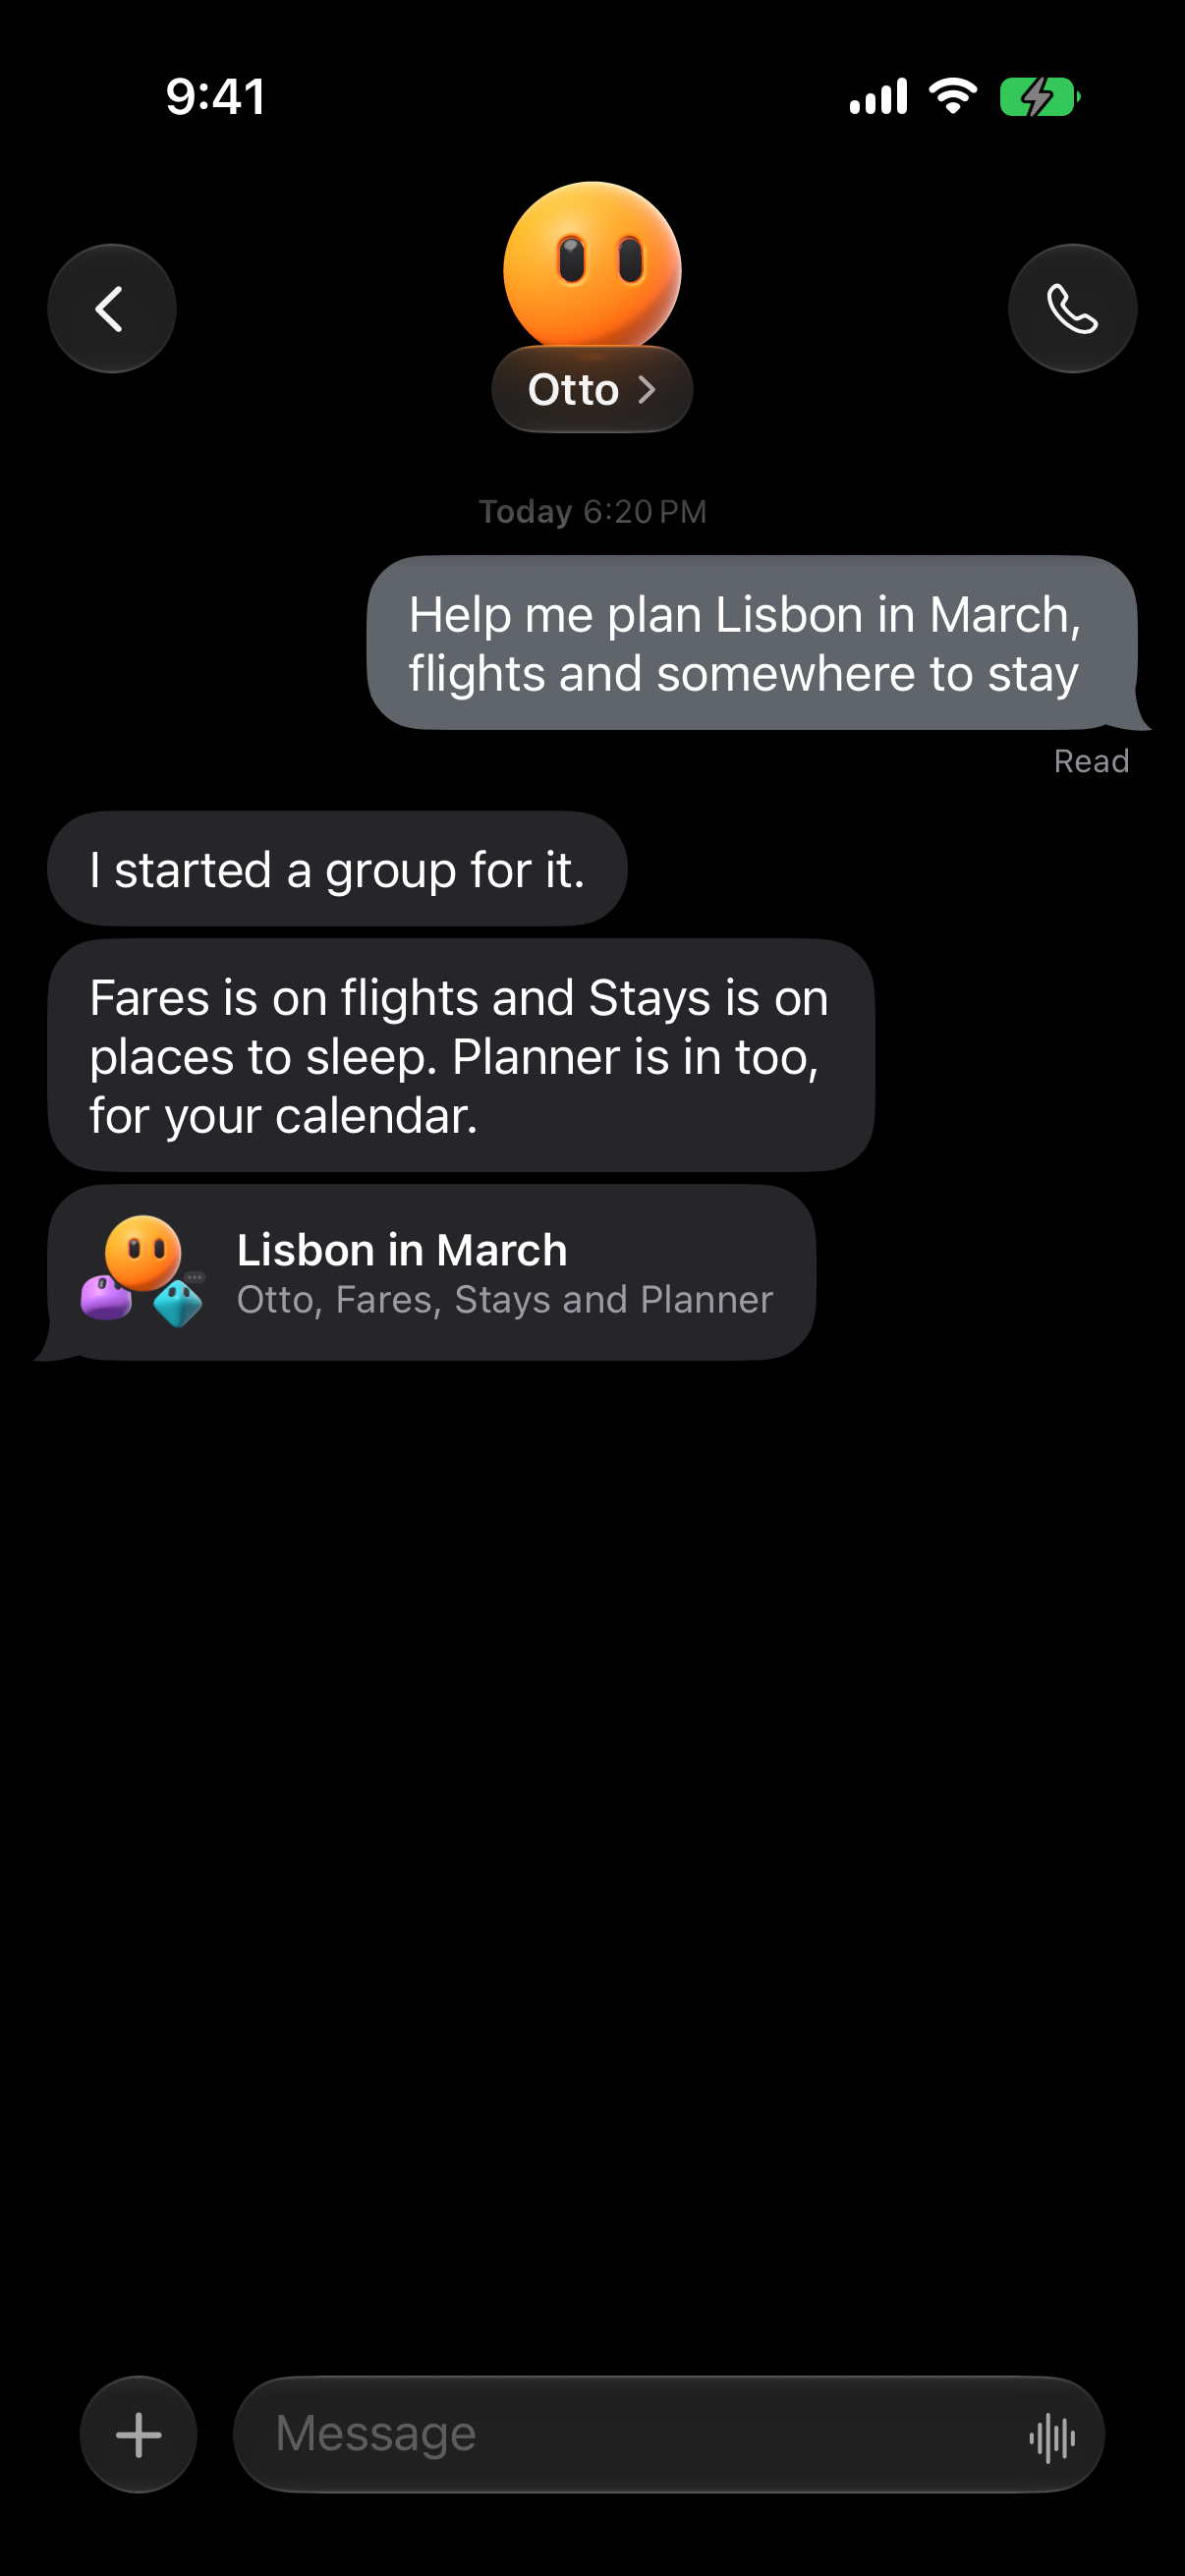 9:41
Otto
Today 6:20 PM
Help me plan Lisbon in March,
flights and somewhere to stay
Read
I started a group for it.
Fares is on flights and Stays is on
places to sleep. Planner is in too,
for your calendar.
Lisbon in March
Otto, Fares, Stays and Planner
Message